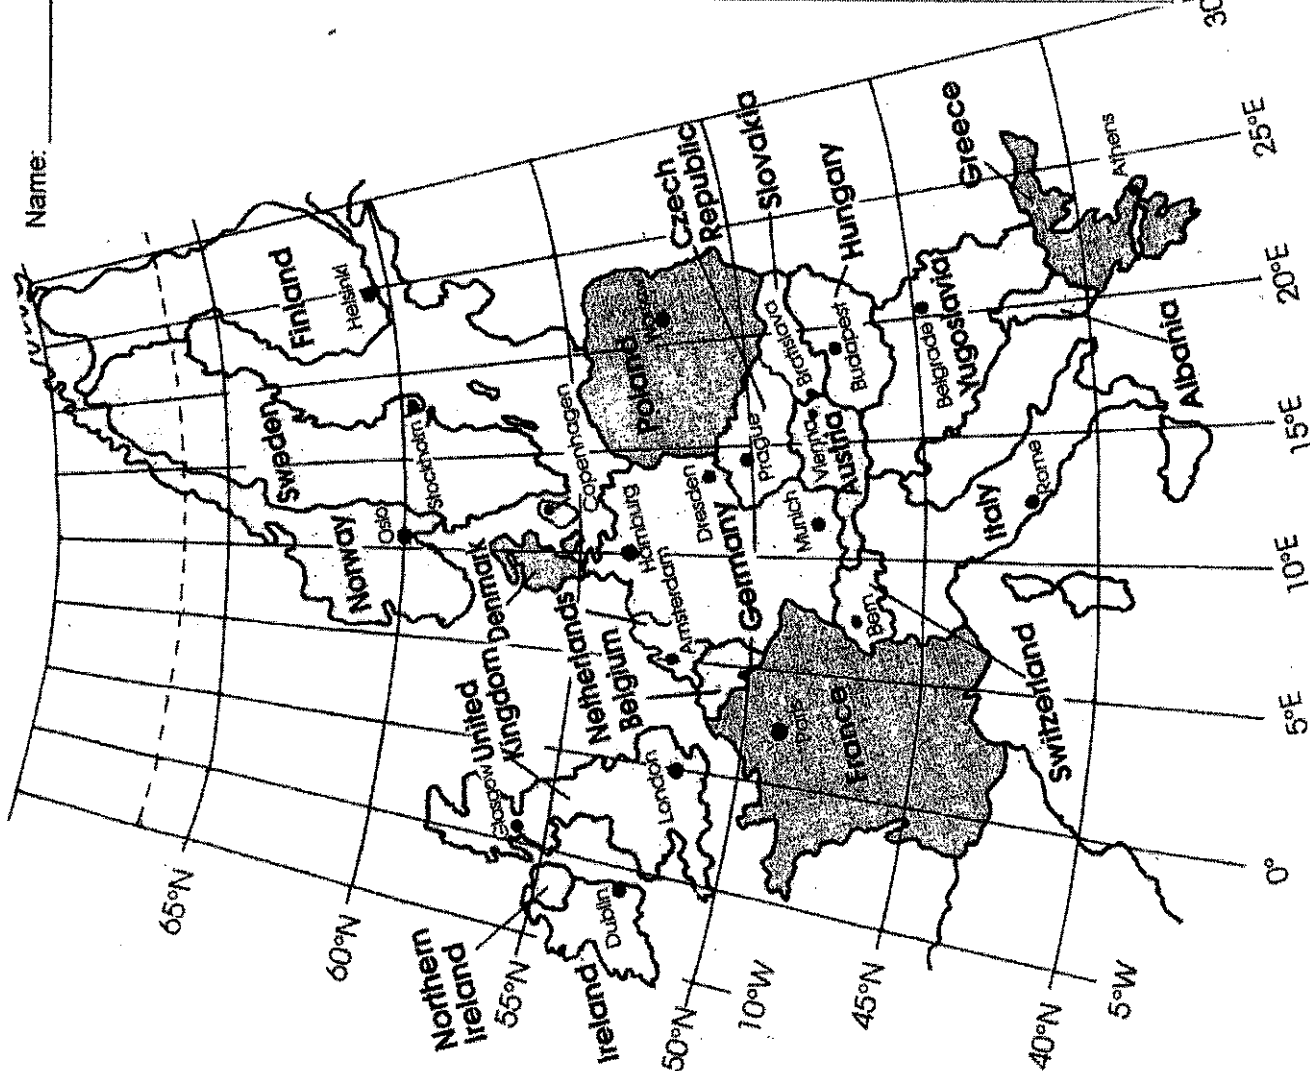 Name:
Finland
Helsinki
Sweden
Stockholm
Norway
Oslo
Denmark
Copenhagen
United
Kingdom
Glasgow
London
Northern
Ireland
Ireland
Dublin
Netherlands
Amsterdam
Belgium
Germany
Hamburg
Dresden
Munich
Poland
Czech
Republic
Prague
Slovakia
Bratislava
Hungary
Budapest
Austria
Vienna
Switzerland
Bern
France
Paris
Italy
Rome
Yugoslavia
Belgrade
Albania
Greece
Athens
65°N
60°N
55°N
50°N
45°N
40°N
10°W
5°W
0°
5°E
10°E
15°E
20°E
25°E